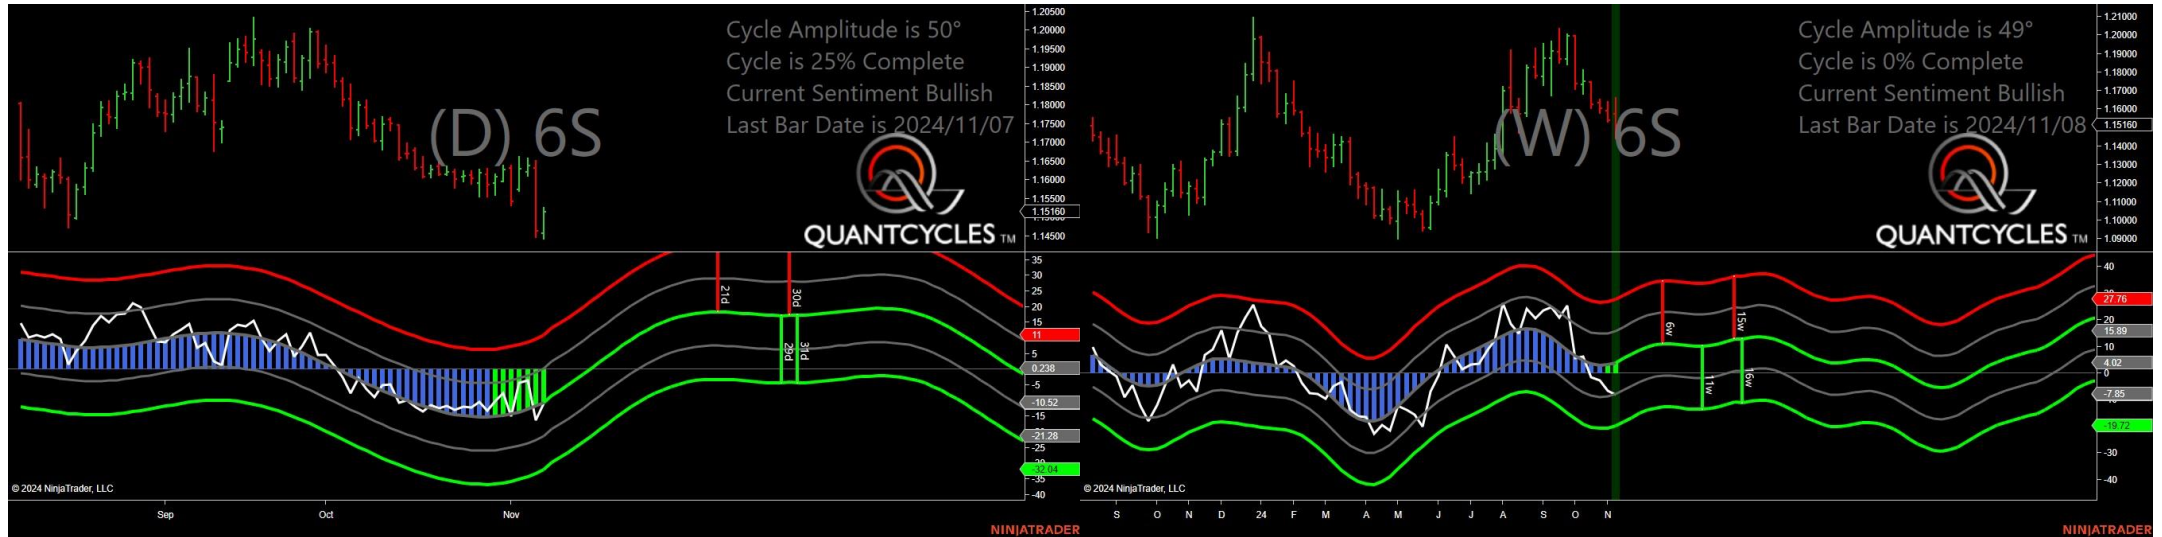 Cycle Amplitude is 50°
Cycle is 25% Complete
Current Sentiment Bullish
Last Bar Date is 2024/11/07
(D) 6S
QUANTCYCLES TM
1.20500
1.20000
1.19500
1.19000
1.18500
1.18000
1.17500
1.17000
1.16500
1.16000
1.15500
1.15160
1.14500
21d
30d
29d
31d
35
30
25
20
15
11
5
0.238
-5
-10.52
-15
-21.28
-25
-32.04
-35
-40
© 2024 NinjaTrader, LLC
Sep
Oct
Nov
NINJATRADER
Cycle Amplitude is 49°
Cycle is 0% Complete
Current Sentiment Bullish
Last Bar Date is 2024/11/08
(W) 6S
QUANTCYCLES TM
1.21000
1.20000
1.19000
1.18000
1.17000
1.16000
1.15160
1.14000
1.13000
1.12000
1.11000
1.10000
1.09000
6w
15w
11w
16w
40
27.76
20
15.89
10
4.02
0
-7.85
-19.72
-30
-40
© 2024 NinjaTrader, LLC
S O N D 24 F M A M J J A S O N
NINJATRADER